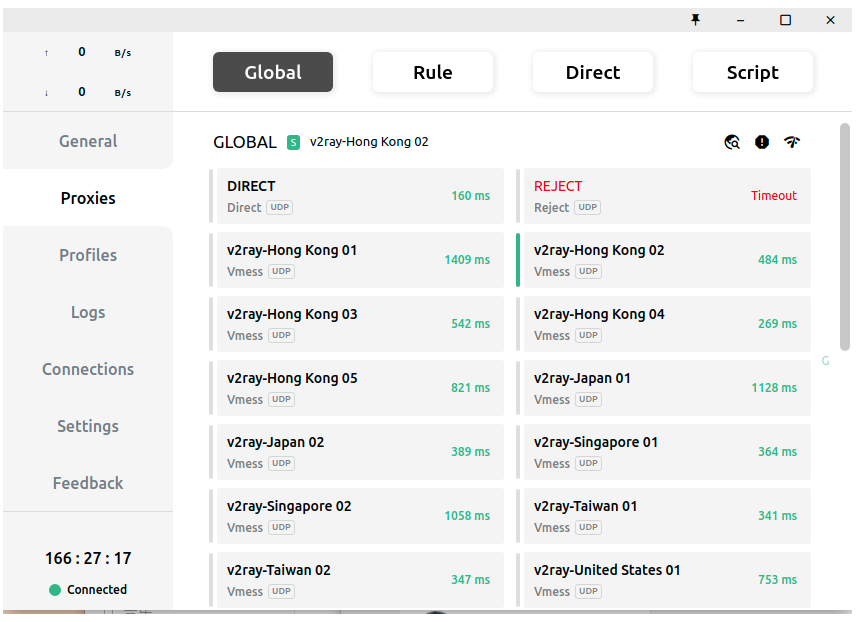 ↑ 0 B/s
↓ 0 B/s
Global Rule Direct Script
General
Proxies
Profiles
Logs
Connections
Settings
Feedback
166 : 27 : 17
Connected
GLOBAL S v2ray-Hong Kong 02
DIRECT
Direct UDP
160 ms
REJECT
Reject UDP
Timeout
v2ray-Hong Kong 01
Vmess UDP
1409 ms
v2ray-Hong Kong 02
Vmess UDP
484 ms
v2ray-Hong Kong 03
Vmess UDP
542 ms
v2ray-Hong Kong 04
Vmess UDP
269 ms
v2ray-Hong Kong 05
Vmess UDP
821 ms
v2ray-Japan 01
Vmess UDP
1128 ms
v2ray-Japan 02
Vmess UDP
389 ms
v2ray-Singapore 01
Vmess UDP
364 ms
v2ray-Singapore 02
Vmess UDP
1058 ms
v2ray-Taiwan 01
Vmess UDP
341 ms
v2ray-Taiwan 02
Vmess UDP
347 ms
v2ray-United States 01
Vmess UDP
753 ms
G